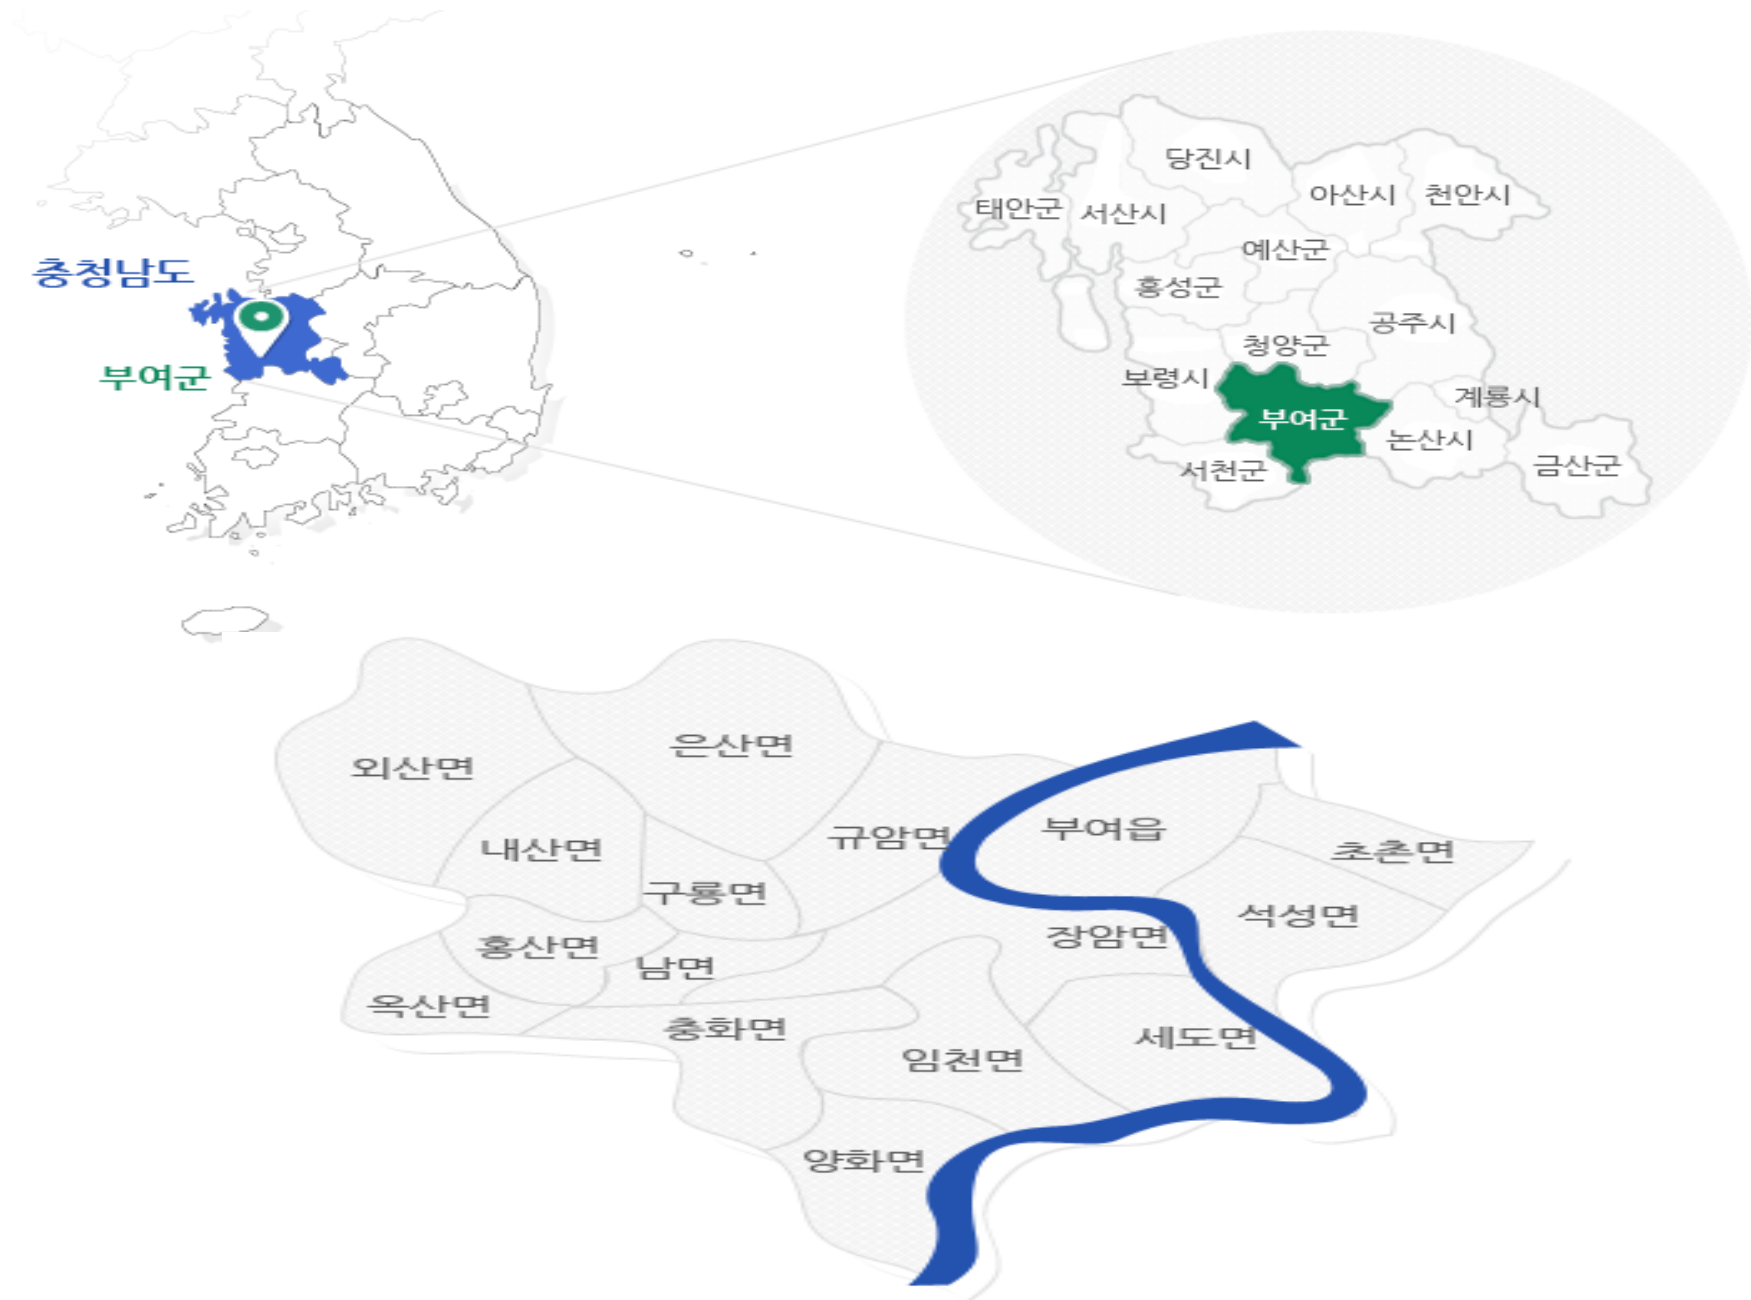 충청남도
부여군
당진시
아산시
천안시
태안군
서산시
예산군
홍성군
공주시
청양군
보령시
계룡시
부여군
논산시
서천군
금산군
은산면
외산면
부여읍
규암면
내산면
초촌면
구룡면
석성면
홍산면
장암면
남면
옥산면
충화면
세도면
임천면
양화면